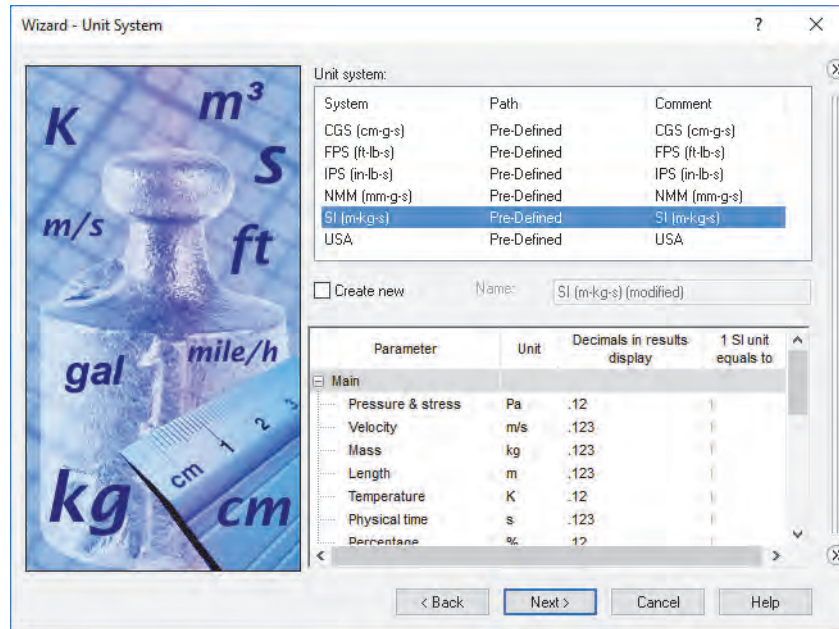 Wizard - Unit System ?
K m³ s m/s ft gal mile/h kg cm
cm 1 2 3
Unit system:
System Path Comment
CGS (cm-g-s) Pre-Defined CGS (cm-g-s)
FPS (ft-lb-s) Pre-Defined FPS (ft-lb-s)
IPS (in-lb-s) Pre-Defined IPS (in-lb-s)
NMM (mm-g-s) Pre-Defined NMM (mm-g-s)
SI (m-kg-s) Pre-Defined SI (m-kg-s)
USA Pre-Defined USA
Create new Name: SI (m-kg-s) (modified)
Parameter Unit Decimals in results display 1 SI unit equals to
Main
Pressure & stress Pa .12 1
Velocity m/s .123 1
Mass kg .123 1
Length m .123 1
Temperature K .12 1
Physical time s .123 1
Percentage % .12
< Back Next > Cancel Help